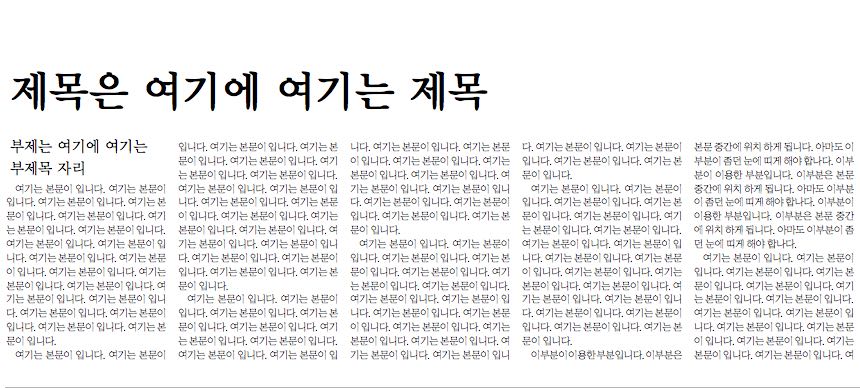 제목은 여기에 여기는 제목
부제는 여기에 여기는
부제목 자리
여기는 본문이 입니다. 여기는 본문이
입니다. 여기는 본문이 입니다. 여기는 본
문이 입니다. 여기는 본문이 입니다. 여기
는 본문이 입니다. 여기는 본문이 입니다.
여기는 본문이 입니다. 여기는 본문이 입
니다. 여기는 본문이 입니다. 여기는 본문
이 입니다. 여기는 본문이 입니다. 여기는
본문이 입니다. 여기는 본문이 입니다. 여
기는 본문이 입니다. 여기는 본문이 입니
다. 여기는 본문이 입니다. 여기는 본문이
입니다. 여기는 본문이 입니다. 여기는 본
문이 입니다.
여기는 본문이 입니다. 여기는 본문이
입니다. 여기는 본문이 입니다. 여기는 본
문이 입니다. 여기는 본문이 입니다. 여기
는 본문이 입니다. 여기는 본문이 입니다.
여기는 본문이 입니다. 여기는 본문이 입
니다. 여기는 본문이 입니다. 여기는 본문
이 입니다. 여기는 본문이 입니다. 여기는
본문이 입니다. 여기는 본문이 입니다. 여
기는 본문이 입니다. 여기는 본문이 입니
다. 여기는 본문이 입니다. 여기는 본문이
입니다. 여기는 본문이 입니다. 여기는 본
문이 입니다.
여기는 본문이 입니다. 여기는 본문이
입니다. 여기는 본문이 입니다. 여기는 본
문이 입니다. 여기는 본문이 입니다. 여기
는 본문이 입니다. 여기는 본문이 입니다.
여기는 본문이 입니다. 여기는 본문이 입
니다. 여기는 본문이 입니다. 여기는 본문
이 입니다. 여기는 본문이 입니다. 여기는
본문이 입니다. 여기는 본문이 입니다. 여
기는 본문이 입니다. 여기는 본문이 입니
다. 여기는 본문이 입니다. 여기는 본문이
입니다. 여기는 본문이 입니다. 여기는 본
문이 입니다.
여기는 본문이 입니다. 여기는 본문이
입니다. 여기는 본문이 입니다. 여기는 본
문이 입니다. 여기는 본문이 입니다. 여기
는 본문이 입니다. 여기는 본문이 입니다.
여기는 본문이 입니다. 여기는 본문이 입
니다. 여기는 본문이 입니다. 여기는 본문
이 입니다. 여기는 본문이 입니다. 여기는
본문이 입니다. 여기는 본문이 입니다. 여
기는 본문이 입니다. 여기는 본문이 입니
다. 여기는 본문이 입니다. 여기는 본문이
입니다. 여기는 본문이 입니다. 여기는 본
문이 입니다.
여기는 본문이 입니다. 여기는 본문이
입니다. 여기는 본문이 입니다. 여기는 본
문이 입니다. 여기는 본문이 입니다. 여기
는 본문이 입니다. 여기는 본문이 입니다.
여기는 본문이 입니다. 여기는 본문이 입
니다. 여기는 본문이 입니다. 여기는 본문
이 입니다. 여기는 본문이 입니다. 여기는
본문이 입니다. 여기는 본문이 입니다. 여
기는 본문이 입니다. 여기는 본문이 입니
다. 여기는 본문이 입니다. 여기는 본문이
입니다. 여기는 본문이 입니다. 여기는 본
문이 입니다.
이부분이 이용한 부분입니다. 이부분은
본문 중간에 위치 하게 됩니다. 아마도 이
부분이 좀던 눈에 띠게 해야 합나다. 이부
분이 이용한 부분입니다. 이부분은 본문
중간에 위치 하게 됩니다. 아마도 이부분
이 좀던 눈에 띠게 해야 합나다. 이부분이
이용한 부분입니다. 이부분은 본문 중간
에 위치 하게 됩니다. 아마도 이부분이 좀
던 눈에 띠게 해야 합나다.
여기는 본문이 입니다. 여기는 본문이
입니다. 여기는 본문이 입니다. 여기는 본
문이 입니다. 여기는 본문이 입니다. 여기
는 본문이 입니다. 여기는 본문이 입니다.
여기는 본문이 입니다. 여기는 본문이 입
니다. 여기는 본문이 입니다. 여기는 본문
이 입니다. 여기는 본문이 입니다. 여기는
본문이 입니다. 여기는 본문이 입니다. 여